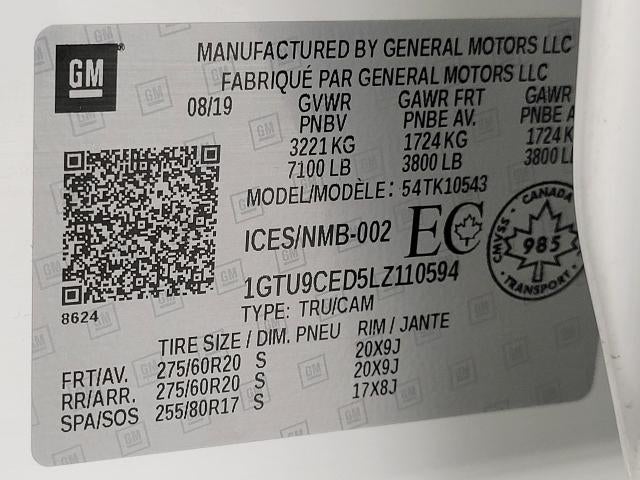 GM
MANUFACTURED BY GENERAL MOTORS LLC
FABRIQUÉ PAR GENERAL MOTORS LLC
08/19 GVWR GAWR FRT GAWR
PNBV PNBE AV. PNBE
3221 KG 1724 KG 1724 K
7100 LB 3800 LB 3800 L
MODEL/MODÈLE: 54TK10543
ICES/NMB-002 EC
CANADA
CMVSS
985
TRANSPORT
1GTU9CED5LZ110594
TYPE: TRU/CAM
8624
TIRE SIZE / DIM. PNEU RIM / JANTE
FRT/AV. 275/60R20 S 20X9J
RR/ARR. 275/60R20 S 20X9J
SPA/SOS 255/80R17 S 17X8J